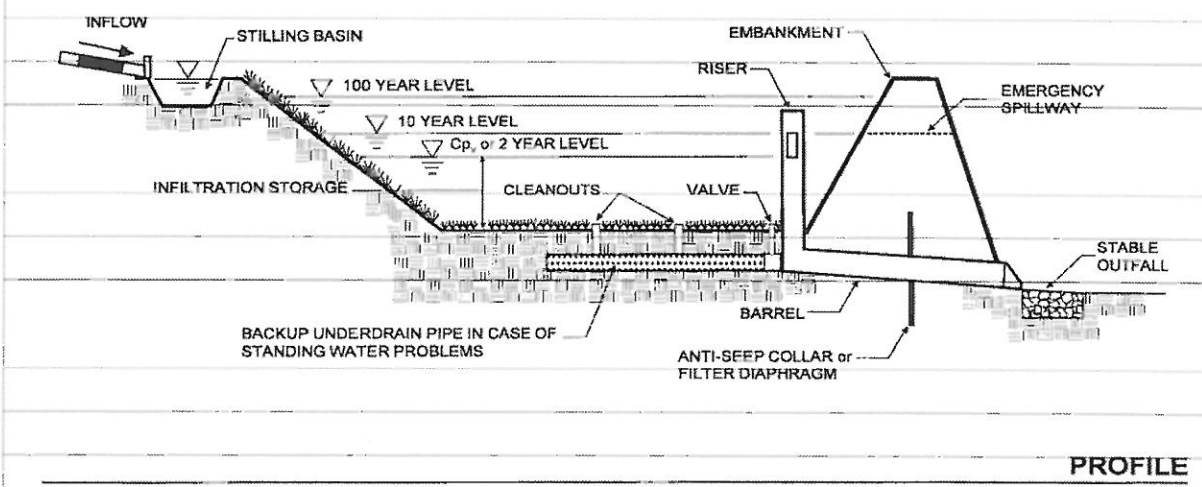 INFLOW
STILLING BASIN
EMBANKMENT
RISER
100 YEAR LEVEL
EMERGENCY
SPILLWAY
10 YEAR LEVEL
Cpv or 2 YEAR LEVEL
INFILTRATION STORAGE
CLEANOUTS
VALVE
STABLE
OUTFALL
BARREL
BACKUP UNDERDRAIN PIPE IN CASE OF
STANDING WATER PROBLEMS
ANTI-SEEP COLLAR or
FILTER DIAPHRAGM
PROFILE